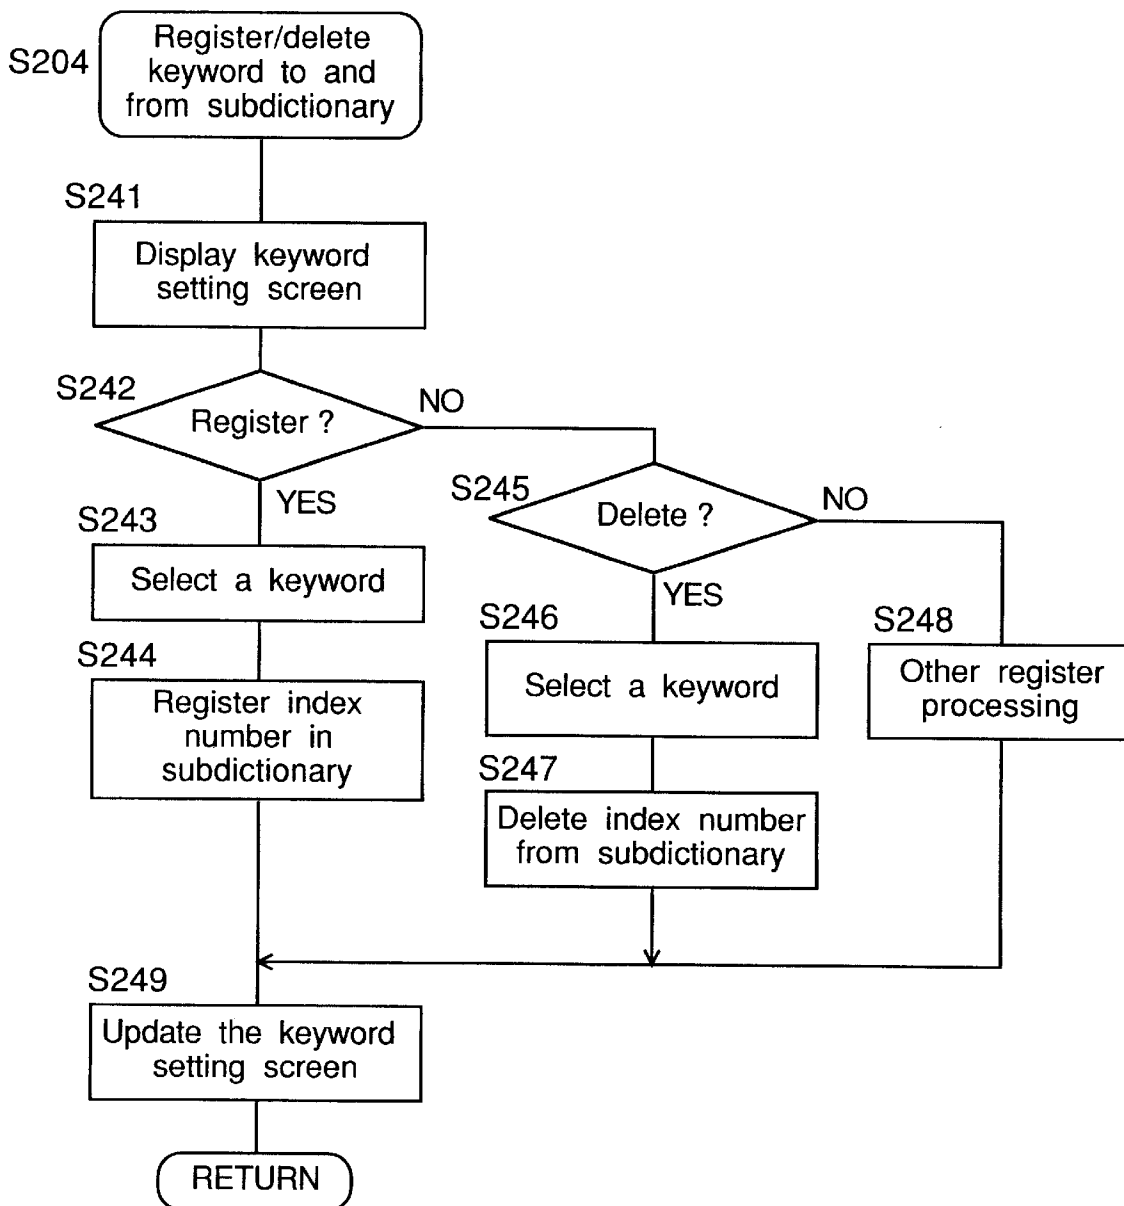 S204
Register/delete
keyword to and
from subdictionary
S241
Display keyword
setting screen
S242
Register ?
NO
YES
S243
Select a keyword
S244
Register index
number in
subdictionary
S245
Delete ?
NO
YES
S246
Select a keyword
S247
Delete index number
from subdictionary
S248
Other register
processing
S249
Update the keyword
setting screen
RETURN